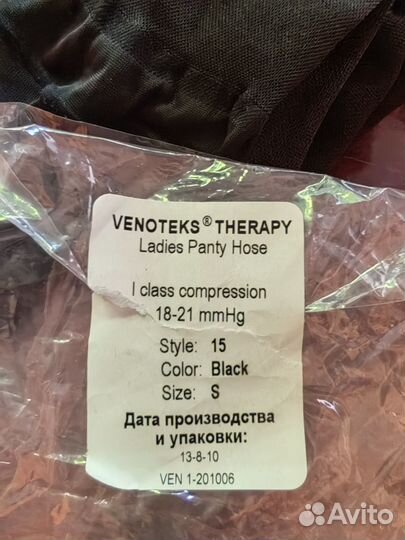 VENOTEKS® THERAPY
Ladies Panty Hose
I class compression
18-21 mmHg
Style: 15
Color: Black
Size: S
Дата производства
и упаковки:
13-8-10
VEN 1-201006
Avito